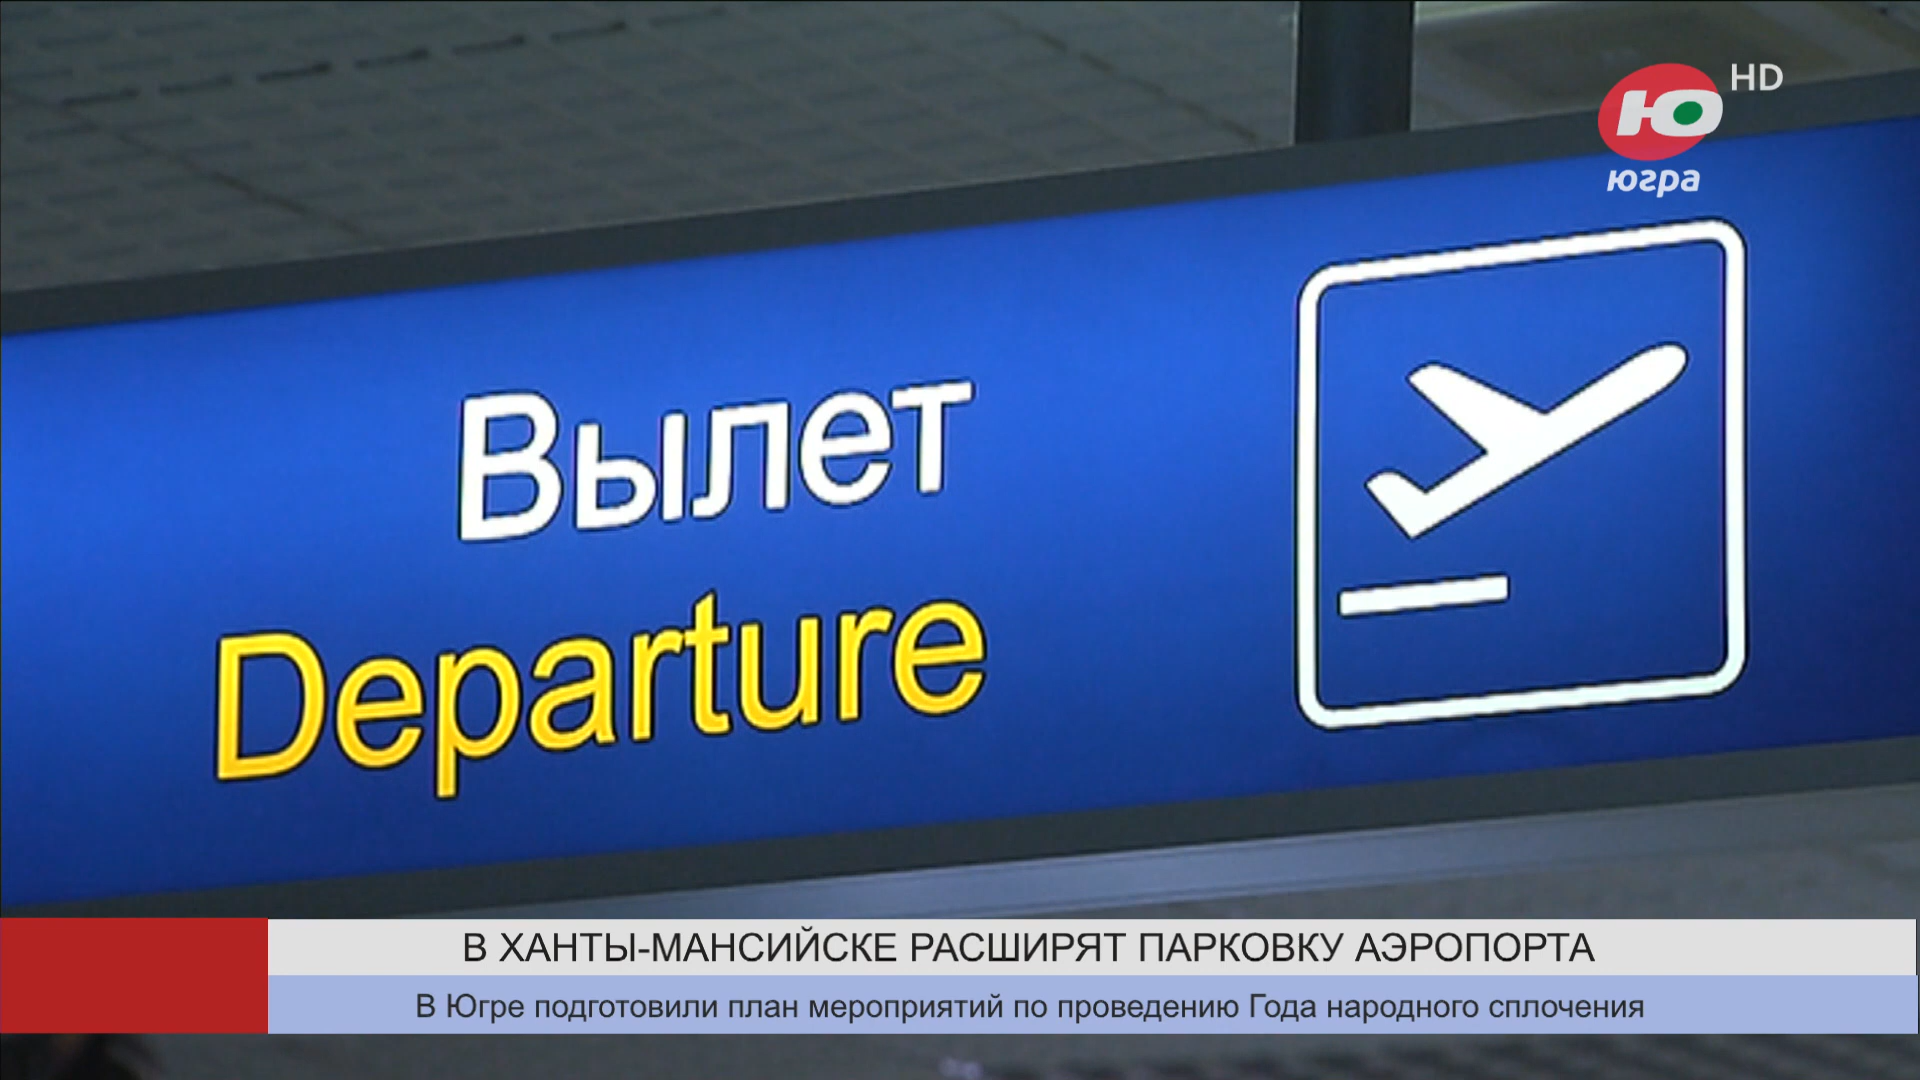 Ю HD
югра
Вылет
Departure
В ХАНТЫ-МАНСИЙСКЕ РАСШИРЯТ ПАРКОВКУ АЭРОПОРТА
В Югре подготовили план мероприятий по проведению Года народного сплочения